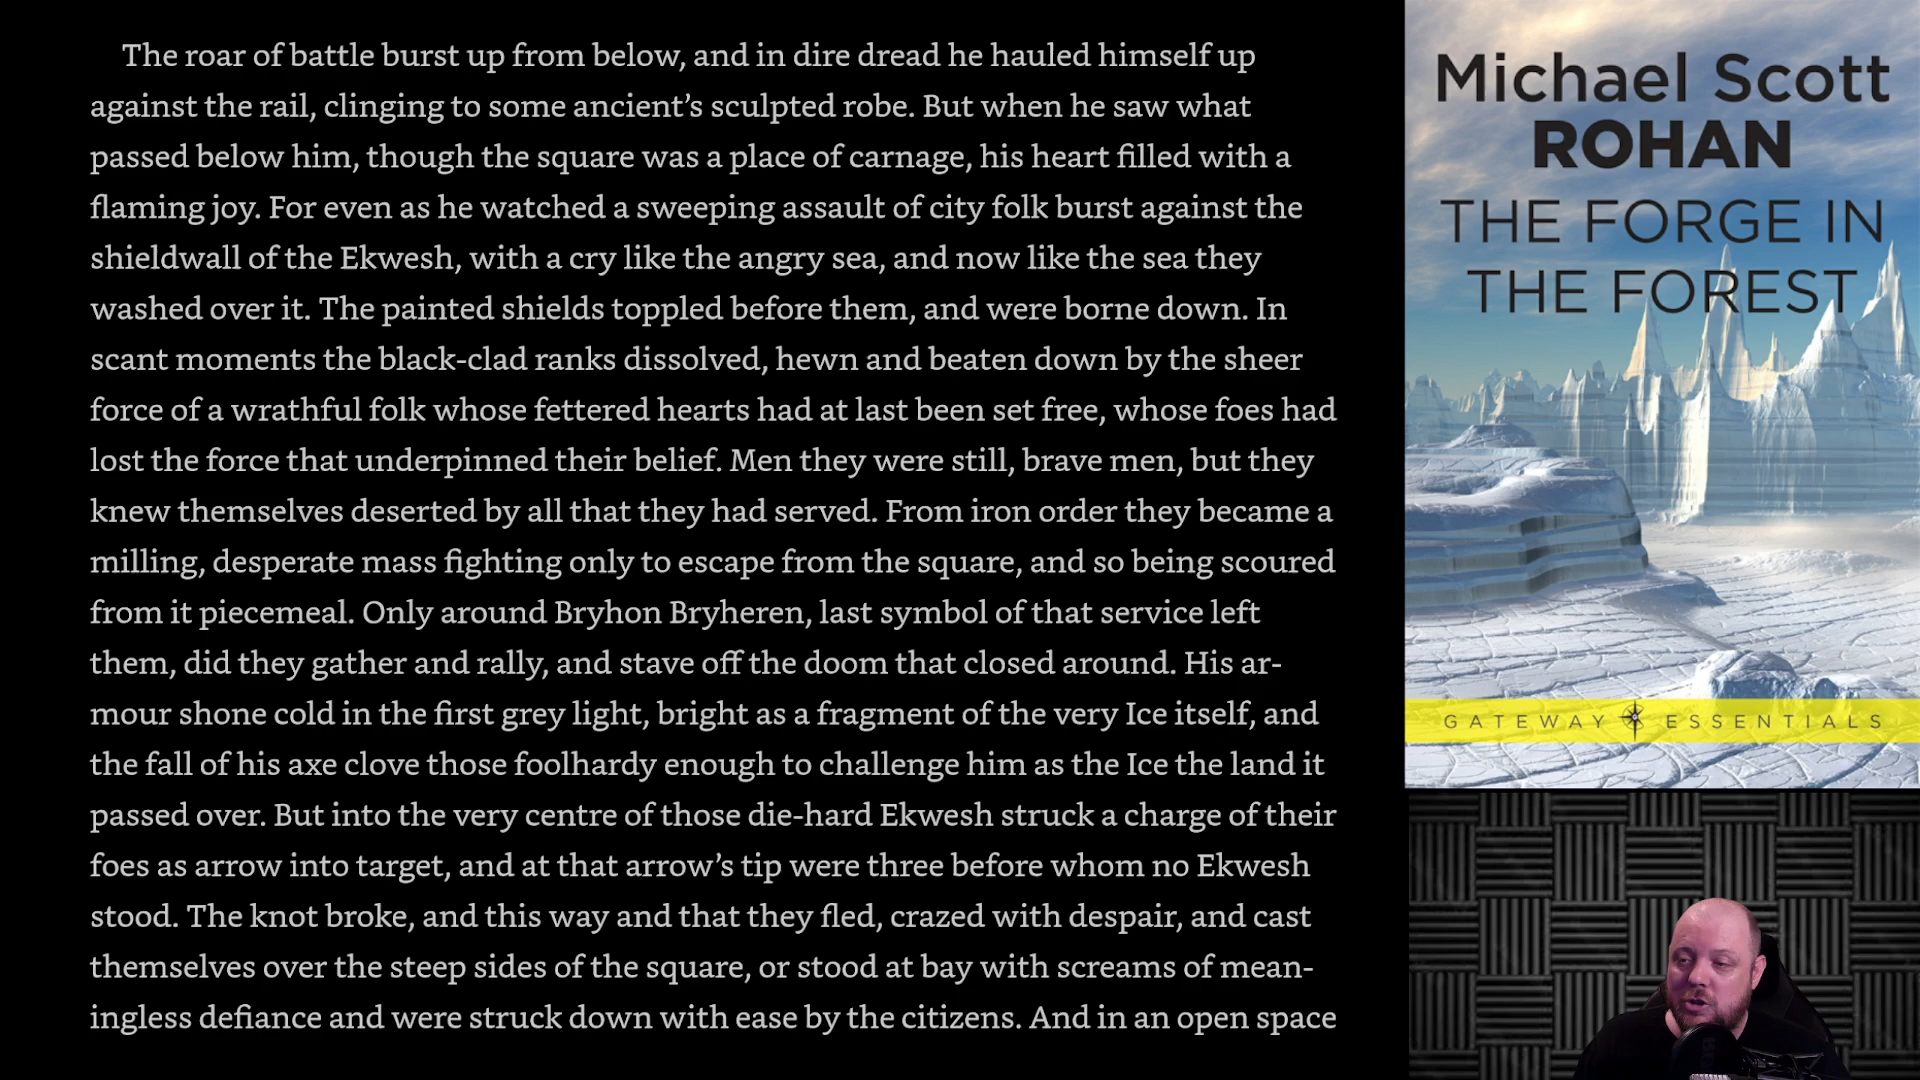 The roar of battle burst up from below, and in dire dread he hauled himself up
against the rail, clinging to some ancient’s sculpted robe. But when he saw what
passed below him, though the square was a place of carnage, his heart filled with a
flaming joy. For even as he watched a sweeping assault of city folk burst against the
shieldwall of the Ekwesh, with a cry like the angry sea, and now like the sea they
washed over it. The painted shields toppled before them, and were borne down. In
scant moments the black-clad ranks dissolved, hewn and beaten down by the sheer
force of a wrathful folk whose fettered hearts had at last been set free, whose foes had
lost the force that underpinned their belief. Men they were still, brave men, but they
knew themselves deserted by all that they had served. From iron order they became a
milling, desperate mass fighting only to escape from the square, and so being scoured
from it piecemeal. Only around Bryhon Bryheren, last symbol of that service left
them, did they gather and rally, and stave off the doom that closed around. His ar-
mour shone cold in the first grey light, bright as a fragment of the very Ice itself, and
the fall of his axe clove those foolhardy enough to challenge him as the Ice the land it
passed over. But into the very centre of those die-hard Ekwesh struck a charge of their
foes as arrow into target, and at that arrow’s tip were three before whom no Ekwesh
stood. The knot broke, and this way and that they fled, crazed with despair, and cast
themselves over the steep sides of the square, or stood at bay with screams of mean-
ingless defiance and were struck down with ease by the citizens. And in an open space
Michael Scott
ROHAN
THE FORGE IN
THE FOREST
GATEWAY ESSENTIALS